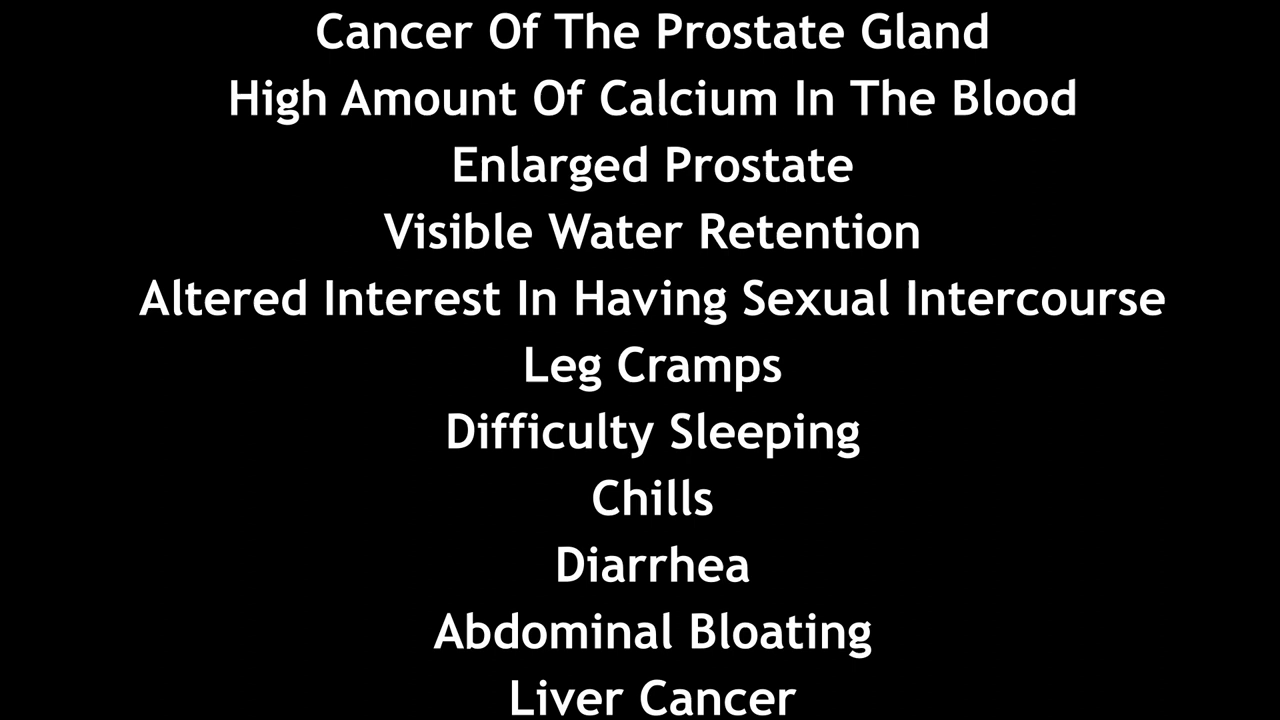 Cancer Of The Prostate Gland
High Amount Of Calcium In The Blood
Enlarged Prostate
Visible Water Retention
Altered Interest In Having Sexual Intercourse
Leg Cramps
Difficulty Sleeping
Chills
Diarrhea
Abdominal Bloating
Liver Cancer